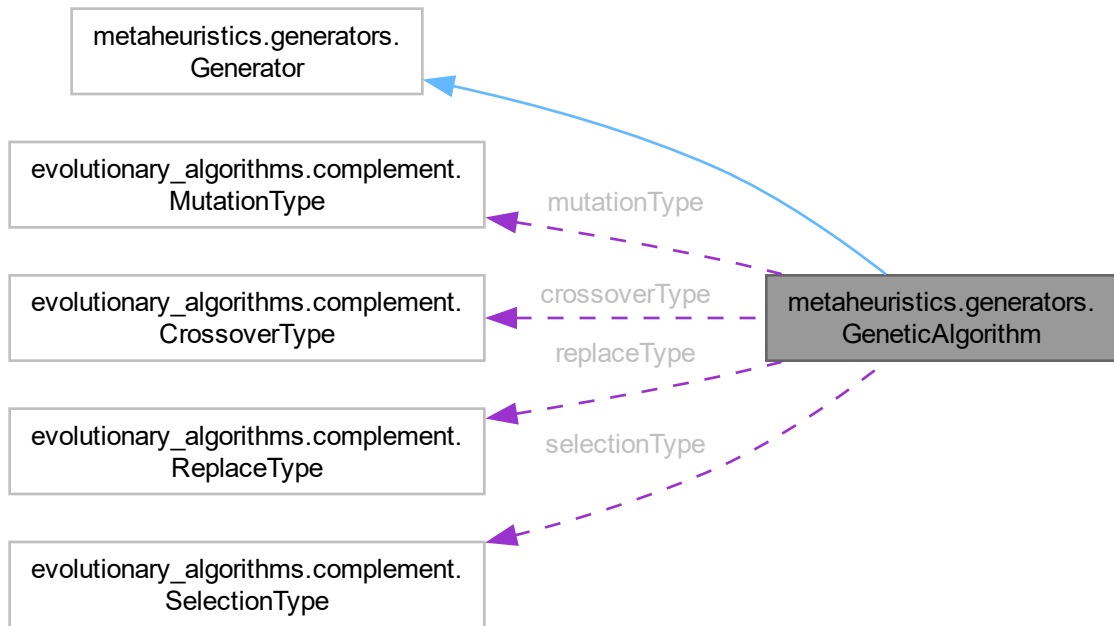 metaheuristics.generators.
Generator
evolutionary_algorithms.complement.
MutationType
mutationType
evolutionary_algorithms.complement.
CrossoverType
crossoverType
metaheuristics.generators.
GeneticAlgorithm
replaceType
evolutionary_algorithms.complement.
ReplaceType
selectionType
evolutionary_algorithms.complement.
SelectionType